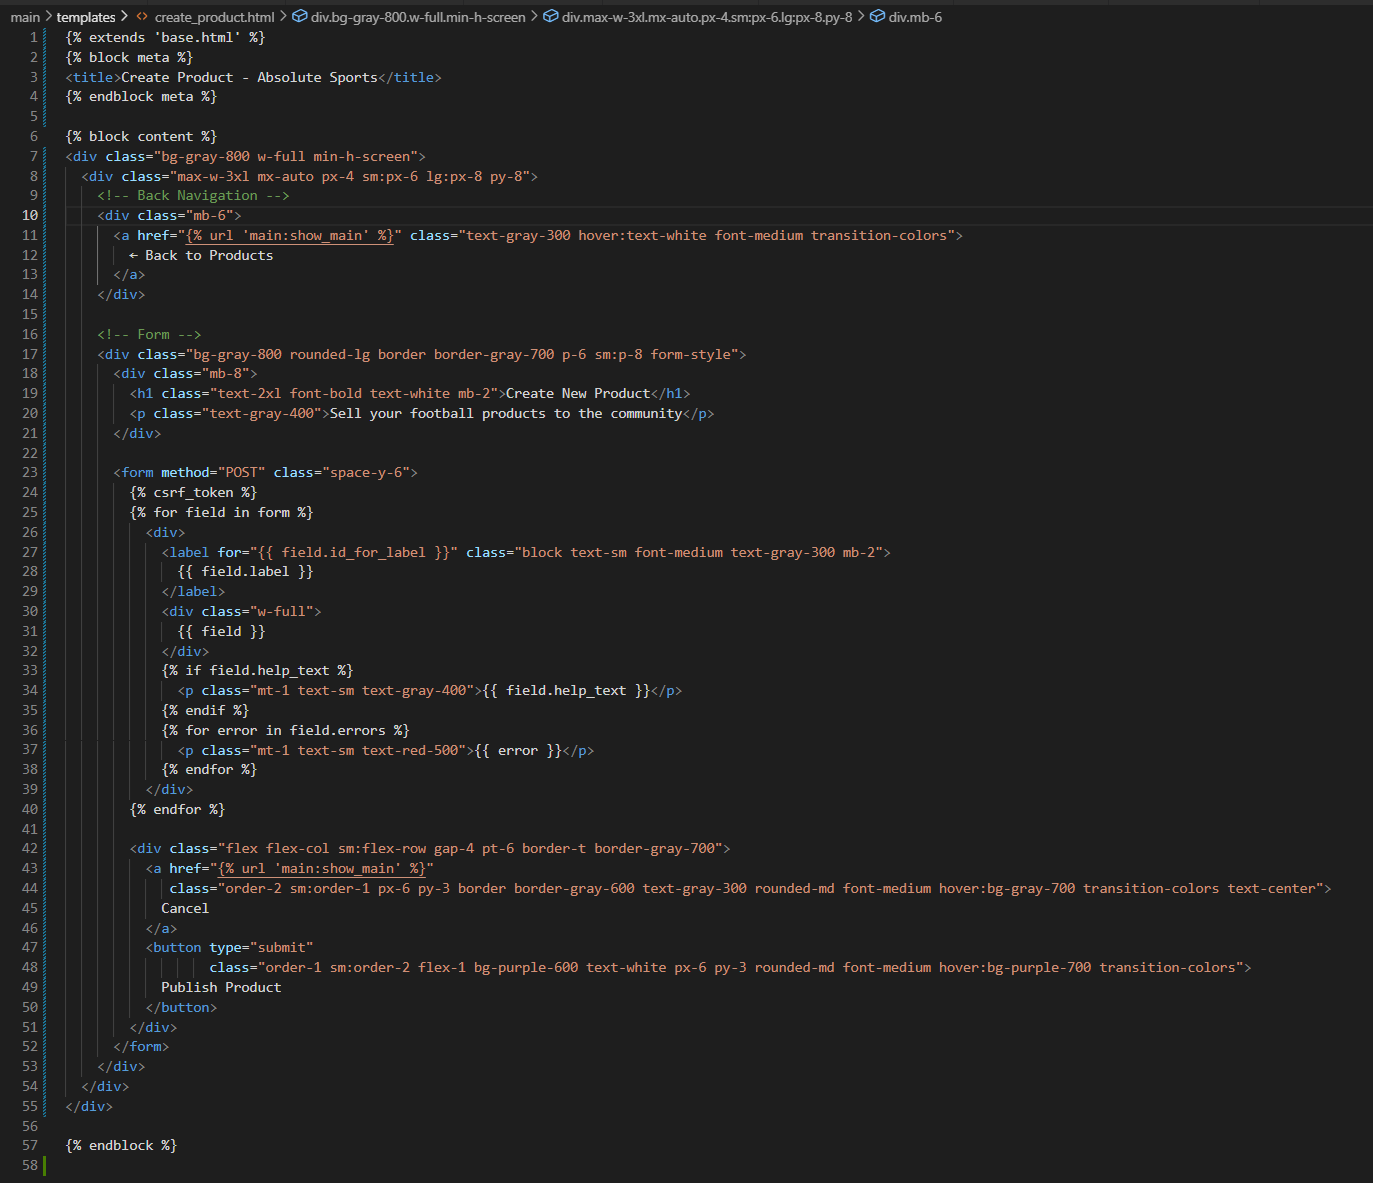 main > templates > <> create_product.html > div.bg-gray-800.w-full.min-h-screen > div.max-w-3xl.mx-auto.px-4.sm:px-6.lg:px-8.py-8 > div.mb-6
1 {% extends 'base.html' %}
2 {% block meta %}
3 <title>Create Product - Absolute Sports</title>
4 {% endblock meta %}
5
6 {% block content %}
7 <div class="bg-gray-800 w-full min-h-screen">
8   <div class="max-w-3xl mx-auto px-4 sm:px-6 lg:px-8 py-8">
9     <!-- Back Navigation -->
10     <div class="mb-6">
11       <a href="{% url 'main:show_main' %}" class="text-gray-300 hover:text-white font-medium transition-colors">
12         ← Back to Products
13       </a>
14     </div>
15
16     <!-- Form -->
17     <div class="bg-gray-800 rounded-lg border border-gray-700 p-6 sm:p-8 form-style">
18       <div class="mb-8">
19         <h1 class="text-2xl font-bold text-white mb-2">Create New Product</h1>
20         <p class="text-gray-400">Sell your football products to the community</p>
21       </div>
22
23       <form method="POST" class="space-y-6">
24         {% csrf_token %}
25         {% for field in form %}
26           <div>
27             <label for="{{ field.id_for_label }}" class="block text-sm font-medium text-gray-300 mb-2">
28               {{ field.label }}
29             </label>
30             <div class="w-full">
31               {{ field }}
32             </div>
33             {% if field.help_text %}
34               <p class="mt-1 text-sm text-gray-400">{{ field.help_text }}</p>
35             {% endif %}
36             {% for error in field.errors %}
37               <p class="mt-1 text-sm text-red-500">{{ error }}</p>
38             {% endfor %}
39           </div>
40         {% endfor %}
41
42         <div class="flex flex-col sm:flex-row gap-4 pt-6 border-t border-gray-700">
43           <a href="{% url 'main:show_main' %}"
44              class="order-2 sm:order-1 px-6 py-3 border border-gray-600 text-gray-300 rounded-md font-medium hover:bg-gray-700 transition-colors text-center">
45             Cancel
46           </a>
47           <button type="submit"
48                   class="order-1 sm:order-2 flex-1 bg-purple-600 text-white px-6 py-3 rounded-md font-medium hover:bg-purple-700 transition-colors">
49             Publish Product
50           </button>
51         </div>
52       </form>
53     </div>
54   </div>
55 </div>
56
57 {% endblock %}
58